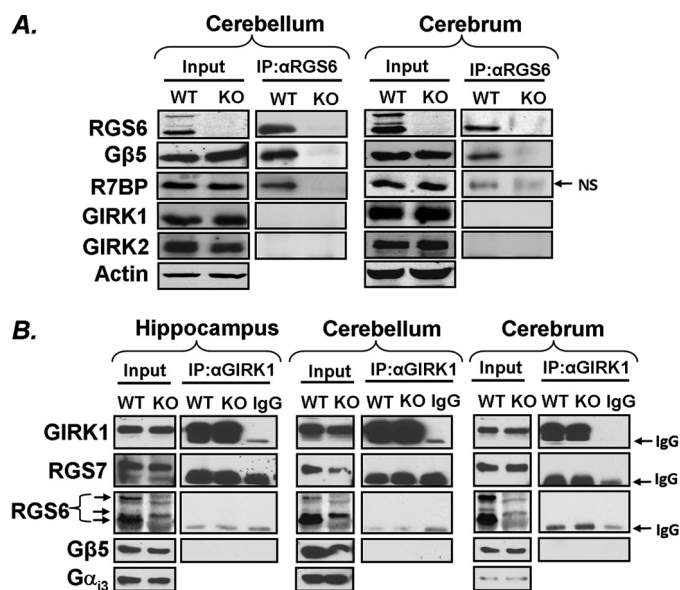 A.
Cerebellum Cerebrum
Input IP:αRGS6 Input IP:αRGS6
WT KO WT KO WT KO WT KO
RGS6
Gβ5
R7BP NS
GIRK1
GIRK2
Actin
B.
Hippocampus Cerebellum Cerebrum
Input IP:αGIRK1 Input IP:αGIRK1 Input IP:αGIRK1
WT KO WT KO IgG WT KO WT KO IgG WT KO WT KO IgG
GIRK1 IgG
RGS7 IgG
RGS6 IgG
Gβ5
Gαi3